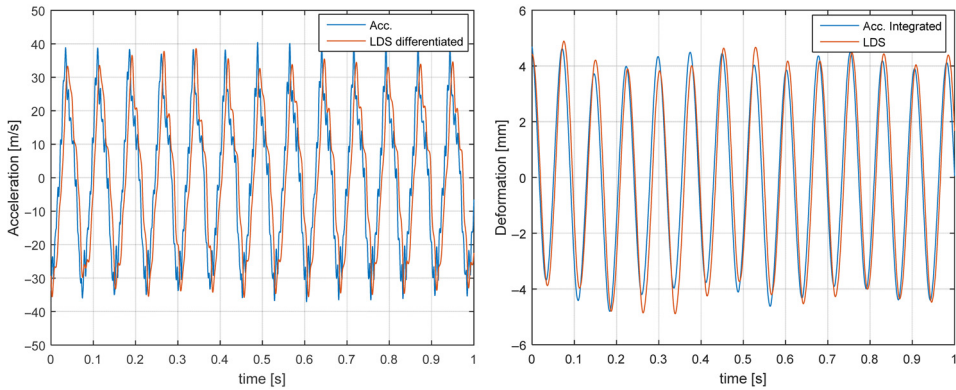 Acc.
LDS differentiated
50
40
30
20
10
0
−10
−20
−30
−40
−50
Acceleration [m/s]
0 0.1 0.2 0.3 0.4 0.5 0.6 0.7 0.8 0.9 1
time [s]
Acc. Integrated
LDS
6
4
2
0
−2
−4
−6
Deformation [mm]
0 0.1 0.2 0.3 0.4 0.5 0.6 0.7 0.8 0.9 1
time [s]